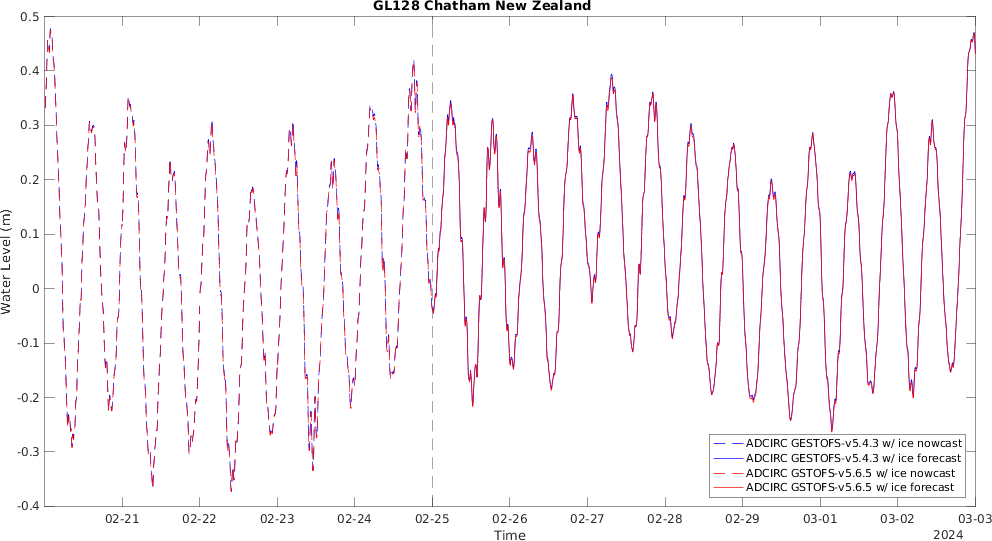 GL128 Chatham New Zealand
0.5
0.4
0.3
0.2
0.1
0
-0.1
-0.2
-0.3
-0.4
Water Level (m)
ADCIRC GESTOFS-v5.4.3 w/ ice nowcast
ADCIRC GESTOFS-v5.4.3 w/ ice forecast
ADCIRC GSTOFS-v5.6.5 w/ ice nowcast
ADCIRC GSTOFS-v5.6.5 w/ ice forecast
02-21 02-22 02-23 02-24 02-25 02-26 02-27 02-28 02-29 03-01 03-02 03-03
Time
2024